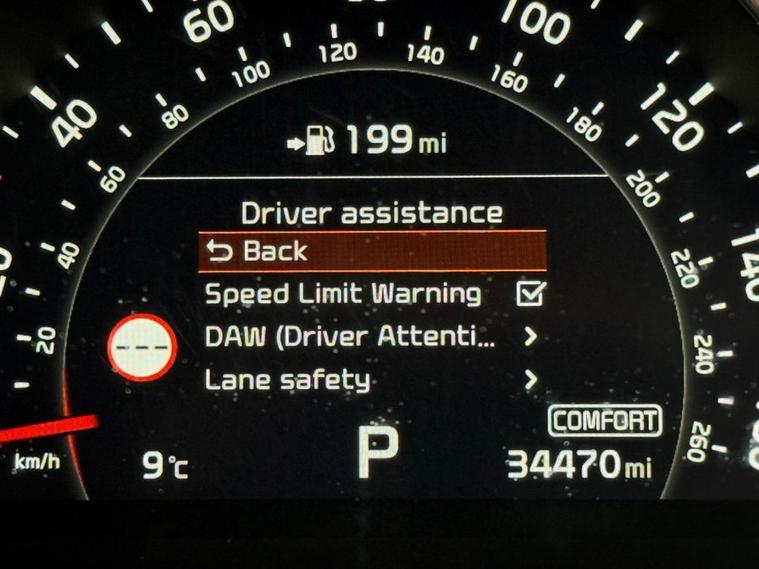 60
100
120
140
100
160
40
80
180
120
199 mi
60
200
Driver assistance
Back
40
220
Speed Limit Warning
DAW (Driver Attenti...
20
240
---
Lane safety
COMFORT
260
km/h
9°C
P
34470 mi